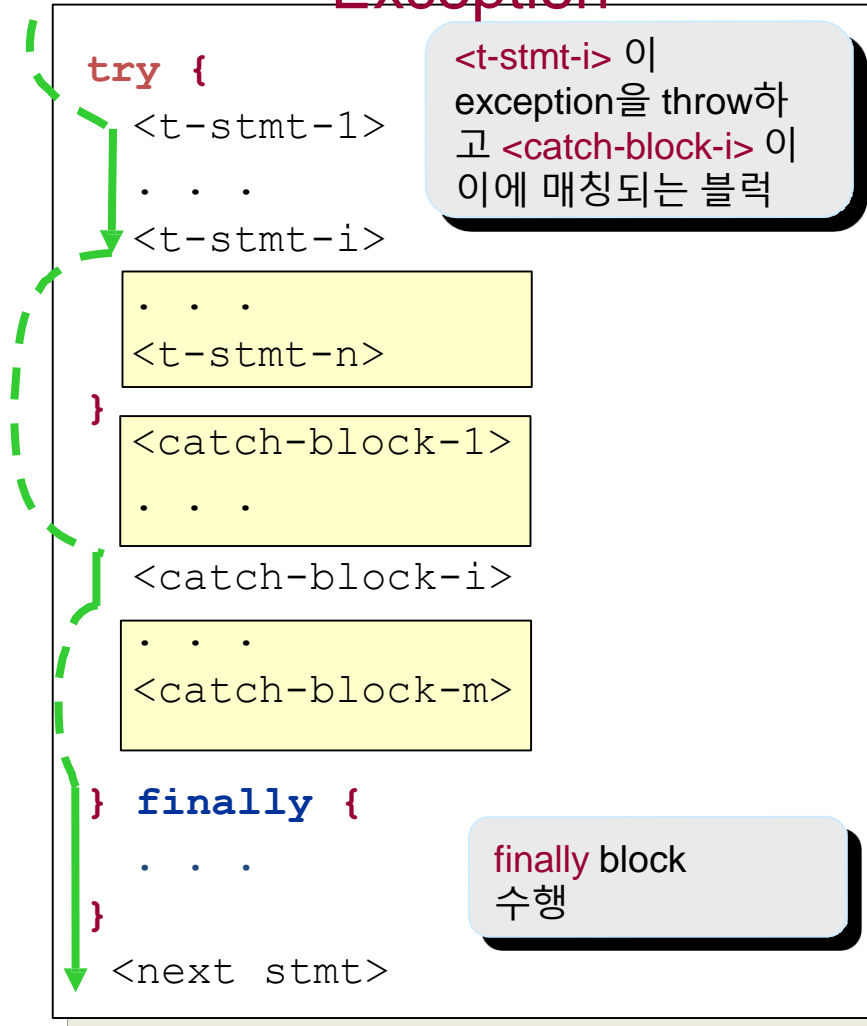 Exception
try {
<t-stmt-1>
. . .
<t-stmt-i>
. . .
<t-stmt-n>
}
<catch-block-1>
. . .
<catch-block-i>
. . .
<catch-block-m>
} finally {
. . .
}
<next stmt>
<t-stmt-i> 이
exception을 throw하
고 <catch-block-i> 이
이에 매칭되는 블럭
finally block
수행